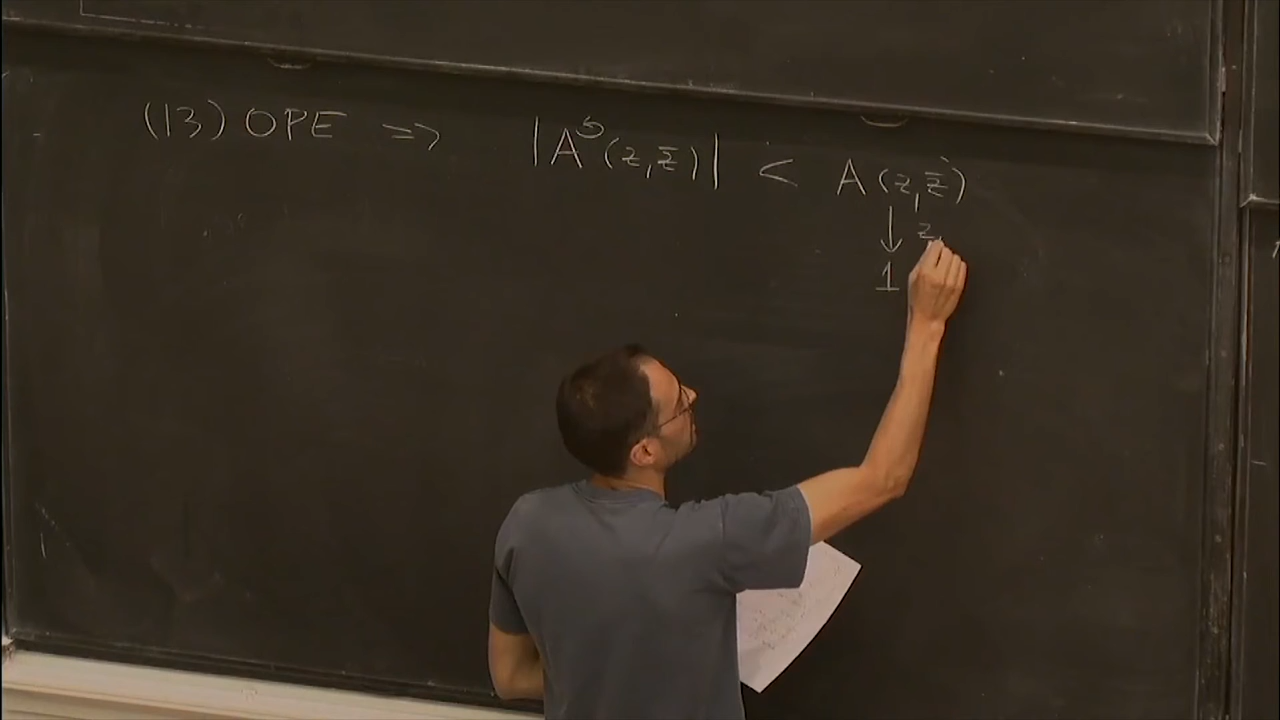 (13) OPE ⇒ |A^↺(z, z̄)| < A(z, z̄)
↓ z,
1